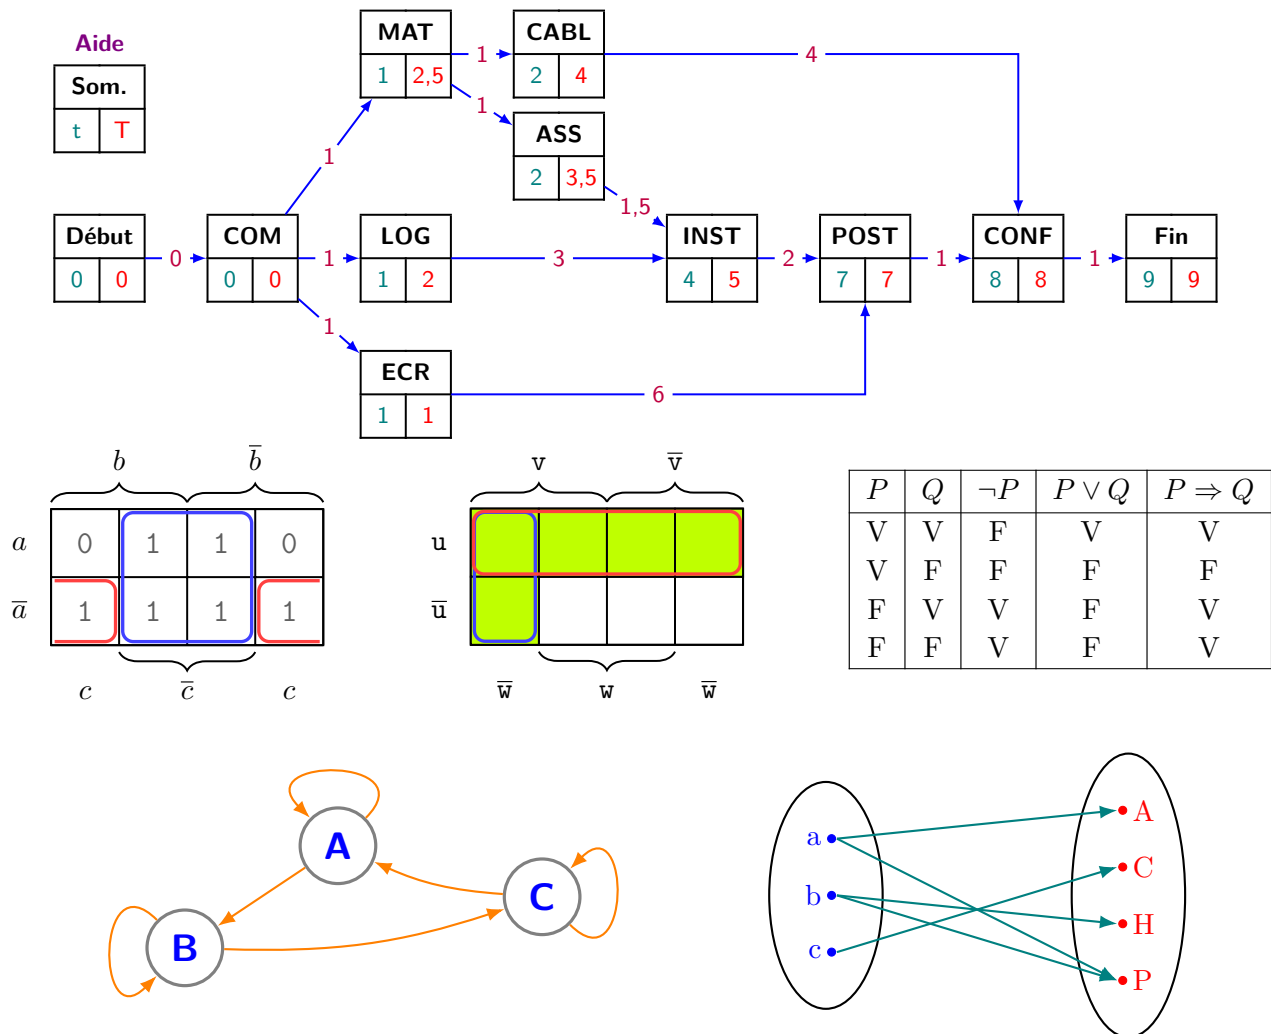 Aide
Som.
t T
MAT
1 2,5
1
CABL
2 4
4
1
ASS
2 3,5
1,5
1
Début
0 0
0
COM
0 0
1
LOG
1 2
3
INST
4 5
2
POST
7 7
1
CONF
8 8
1
Fin
9 9
1
ECR
1 1
6
b b̅
a 0 1 1 0
a̅ 1 1 1 1
c c̅ c
v v̅
u
u̅
w̅ w w̅
P Q ¬P P ∨ Q P ⇒ Q
V V F V V
V F F F F
F V V F V
F F V F V
A
B
C
a
b
c
A
C
H
P